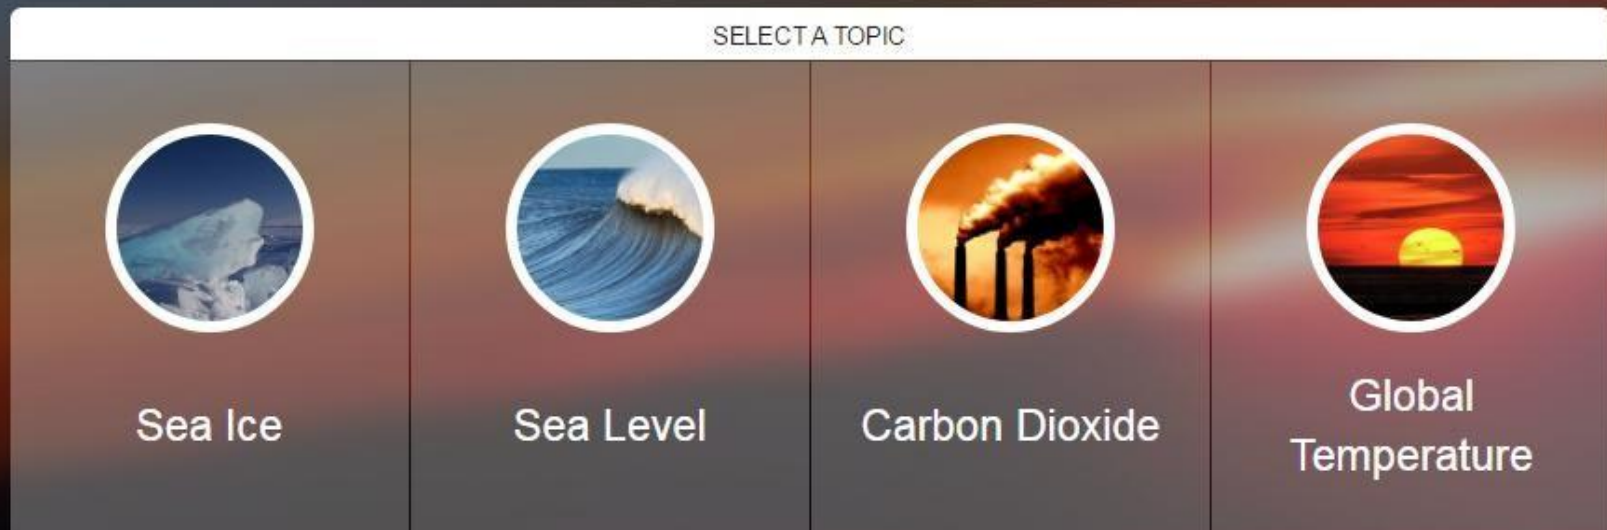 SELECT A TOPIC
Sea Ice
Sea Level
Carbon Dioxide
Global
Temperature